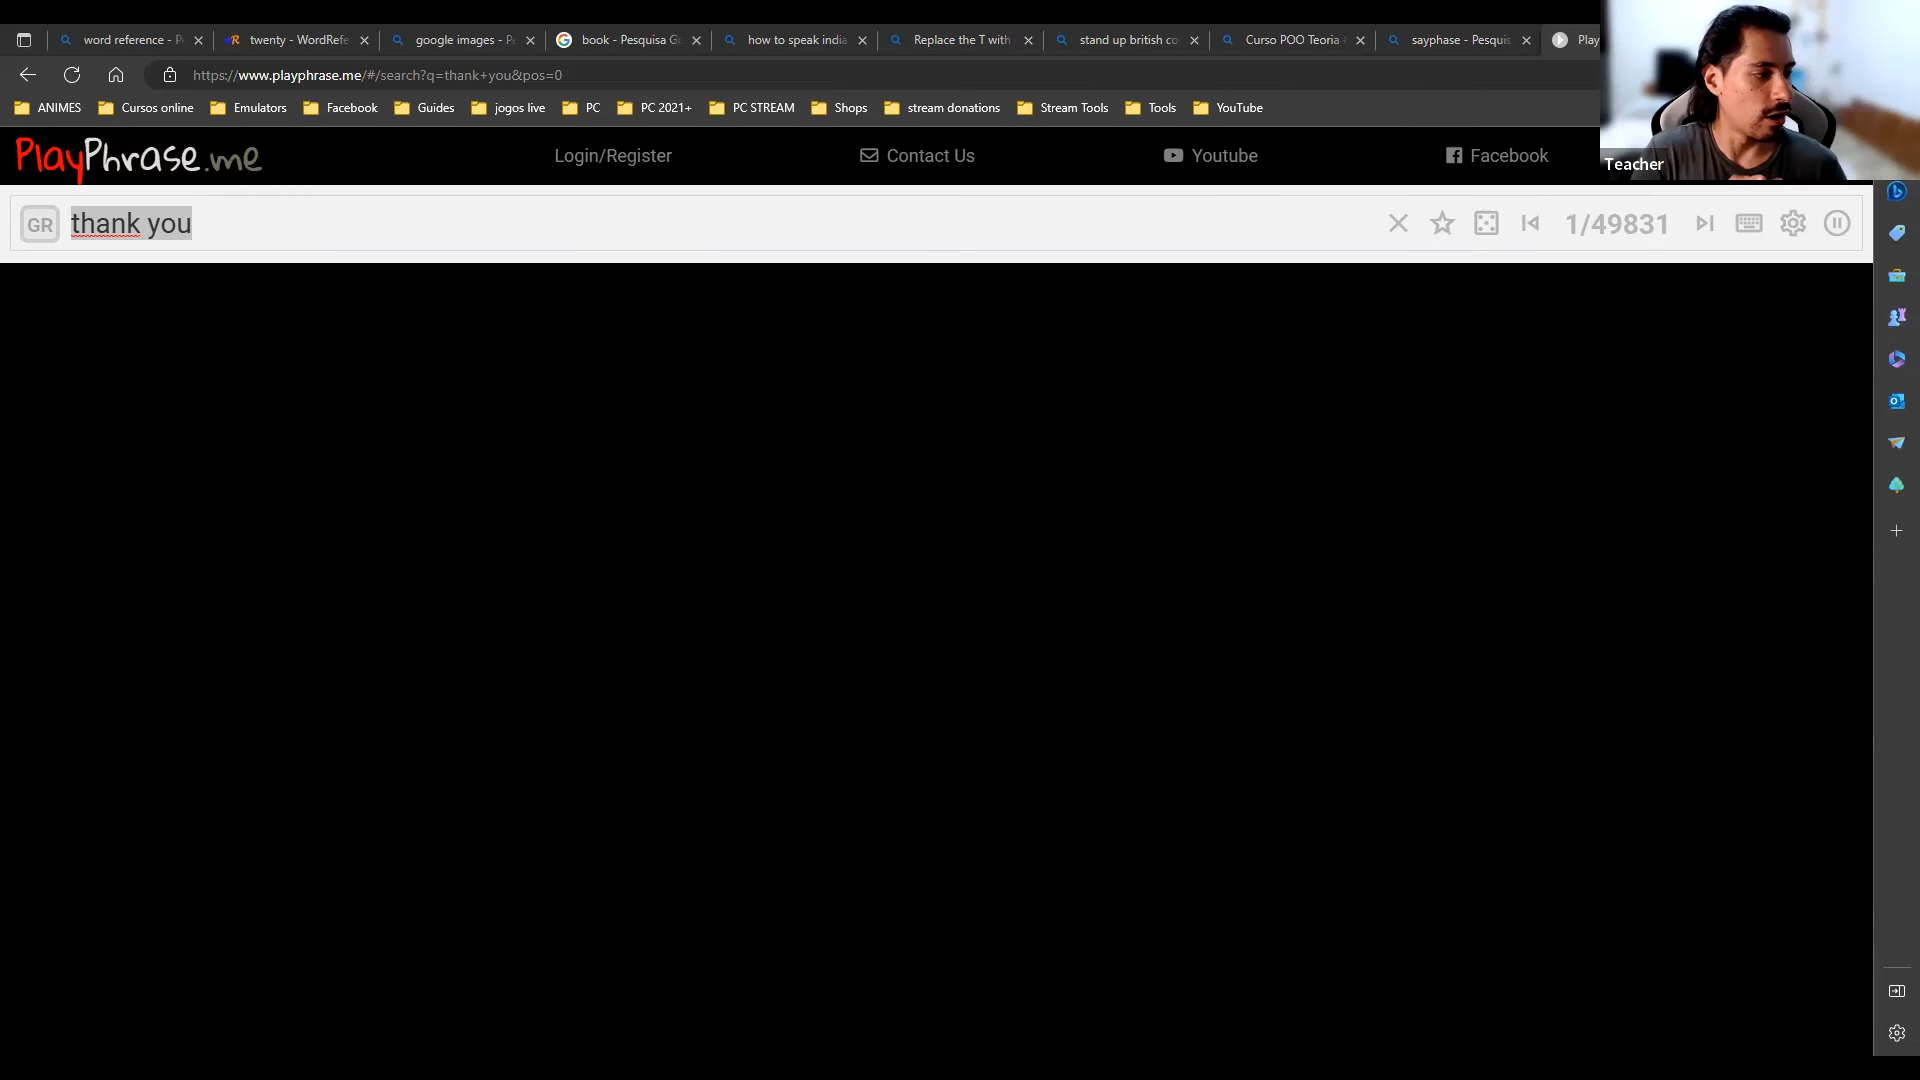 word reference - P
twenty - WordRefe
google images - Pe
book - Pesquisa Go
how to speak india
Replace the T with
stand up british co
Curso POO Teoria
sayphase - Pesquis
Play
https://www.playphrase.me/#/search?q=thank+you&pos=0
ANIMES
Cursos online
Emulators
Facebook
Guides
jogos live
PC
PC 2021+
PC STREAM
Shops
stream donations
Stream Tools
Tools
YouTube
PlayPhrase.me
Login/Register
Contact Us
Youtube
Facebook
Teacher
GR
thank you
1/49831